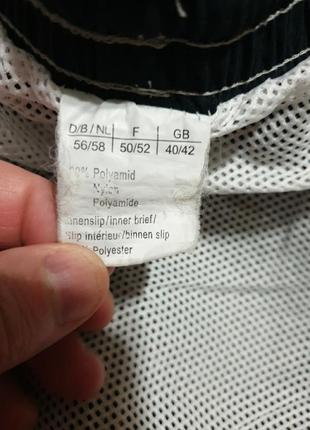 D/B/NL F GB
56/58 50/52 40/42
Polyamid
Nylon
Polyamide
Innenslip/inner brief/
Slip intérieur/binnen slip
Polyester